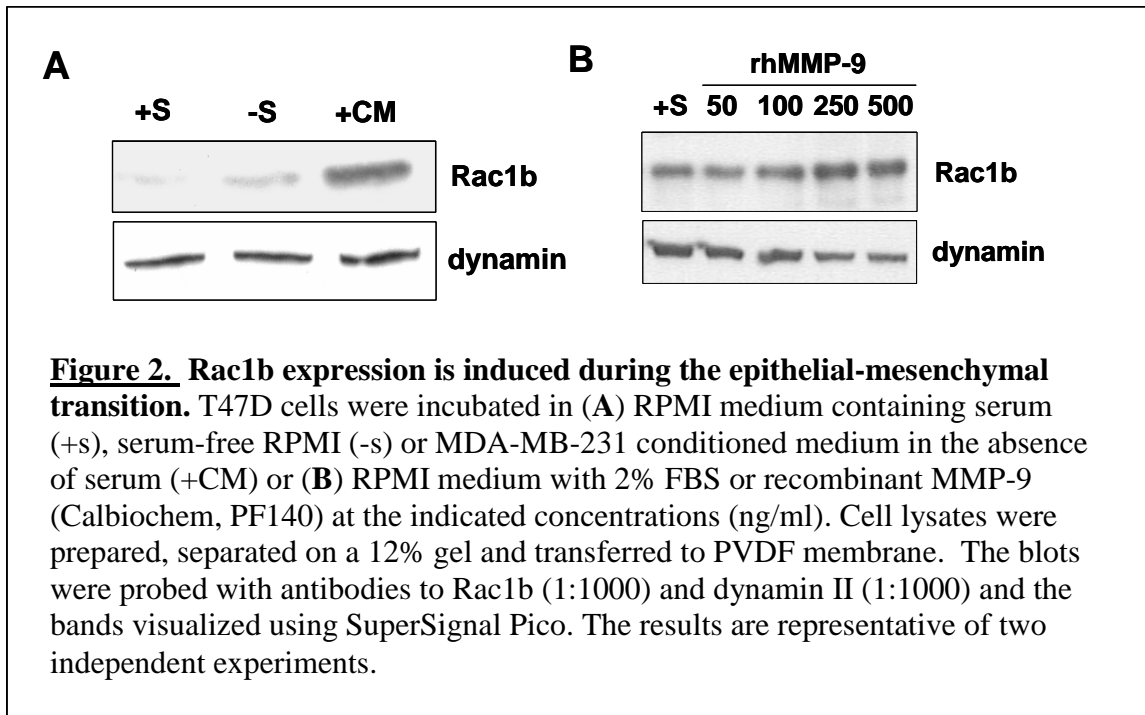 A
B
rhMMP-9
+S -S +CM
+S 50 100 250 500
Rac1b
Rac1b
dynamin
dynamin
Figure 2. Rac1b expression is induced during the epithelial-mesenchymal
transition. T47D cells were incubated in (A) RPMI medium containing serum
(+s), serum-free RPMI (-s) or MDA-MB-231 conditioned medium in the absence
of serum (+CM) or (B) RPMI medium with 2% FBS or recombinant MMP-9
(Calbiochem, PF140) at the indicated concentrations (ng/ml). Cell lysates were
prepared, separated on a 12% gel and transferred to PVDF membrane. The blots
were probed with antibodies to Rac1b (1:1000) and dynamin II (1:1000) and the
bands visualized using SuperSignal Pico. The results are representative of two
independent experiments.